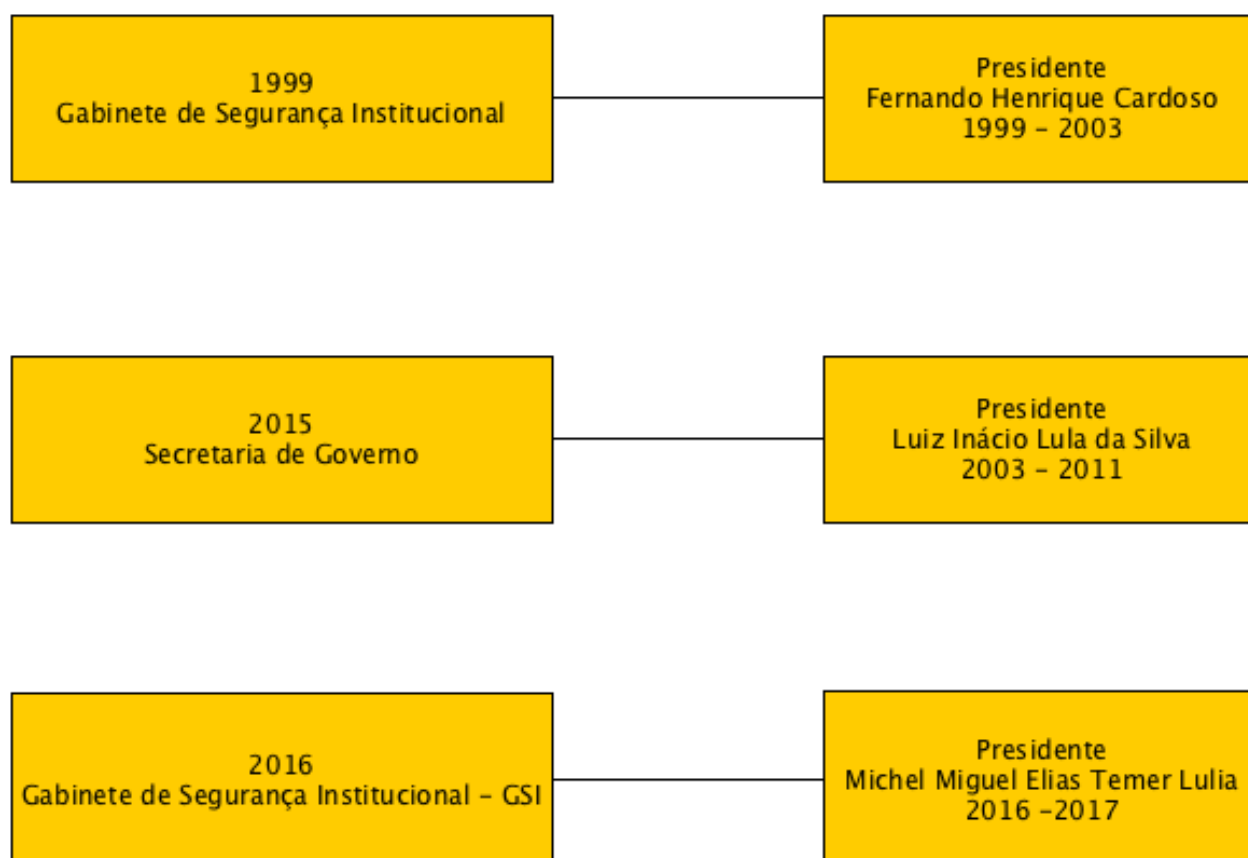 1999
Gabinete de Segurança Institucional
Presidente
Fernando Henrique Cardoso
1999 – 2003
2015
Secretaria de Governo
Presidente
Luiz Inácio Lula da Silva
2003 – 2011
2016
Gabinete de Segurança Institucional – GSI
Presidente
Michel Miguel Elias Temer Lulia
2016 –2017